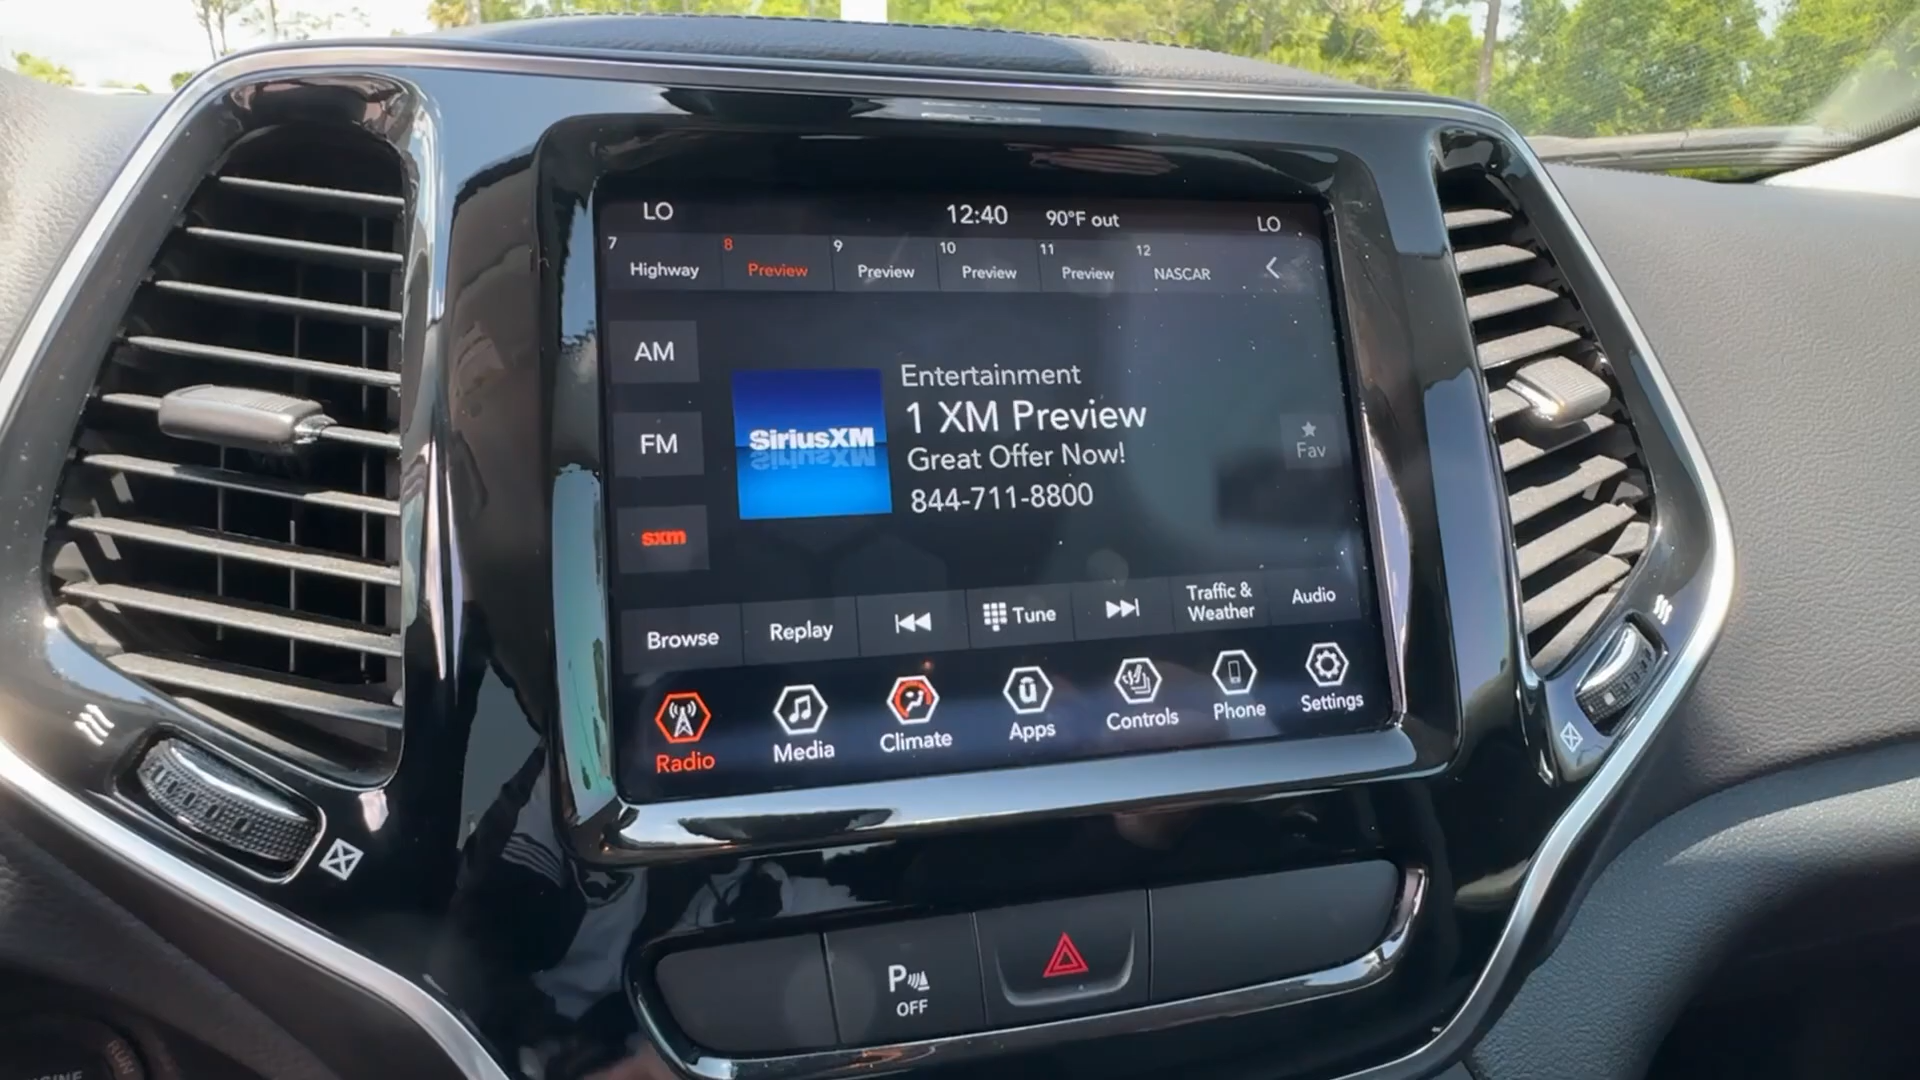 LO 12:40 90°F out LO
7 8 9 10 11 12
Highway Preview Preview Preview Preview NASCAR
AM
FM
sxm
SiriusXM
Entertainment
1 XM Preview
Great Offer Now!
844-711-8800
Fav
Browse Replay Tune Traffic &
Weather Audio
Radio Media Climate Apps Controls Phone Settings
P
OFF
RUN